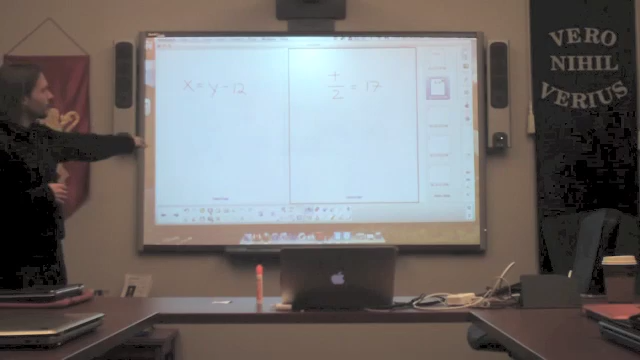 x = y - 12
t/2 = 17
VERO
NIHIL
VERIUS